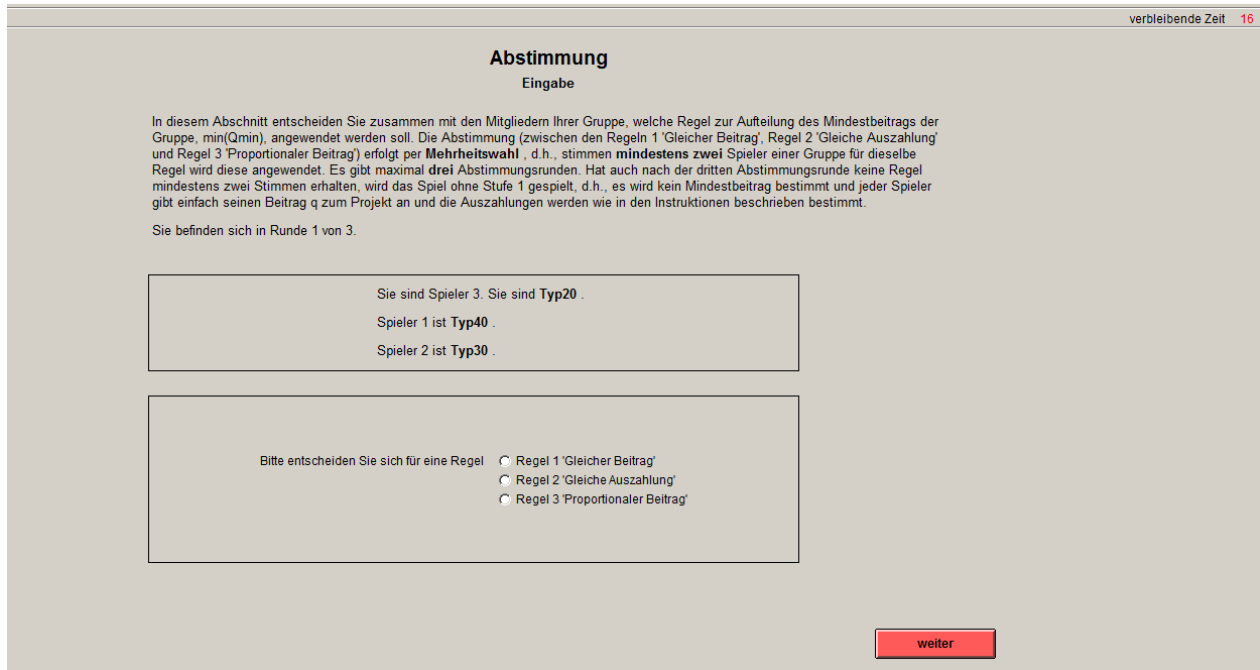 verbleibende Zeit 16
Abstimmung
Eingabe
In diesem Abschnitt entscheiden Sie zusammen mit den Mitgliedern Ihrer Gruppe, welche Regel zur Aufteilung des Mindestbeitrags der
Gruppe, min(Qmin), angewendet werden soll. Die Abstimmung (zwischen den Regeln 1 'Gleicher Beitrag', Regel 2 'Gleiche Auszahlung'
und Regel 3 'Proportionaler Beitrag') erfolgt per Mehrheitswahl , d.h., stimmen mindestens zwei Spieler einer Gruppe für dieselbe
Regel wird diese angewendet. Es gibt maximal drei Abstimmungsrunden. Hat auch nach der dritten Abstimmungsrunde keine Regel
mindestens zwei Stimmen erhalten, wird das Spiel ohne Stufe 1 gespielt, d.h., es wird kein Mindestbeitrag bestimmt und jeder Spieler
gibt einfach seinen Beitrag q zum Projekt an und die Auszahlungen werden wie in den Instruktionen beschrieben bestimmt.
Sie befinden sich in Runde 1 von 3.
Sie sind Spieler 3. Sie sind Typ20 .
Spieler 1 ist Typ40 .
Spieler 2 ist Typ30 .
Bitte entscheiden Sie sich für eine Regel Regel 1 'Gleicher Beitrag'
Regel 2 'Gleiche Auszahlung'
Regel 3 'Proportionaler Beitrag'
weiter